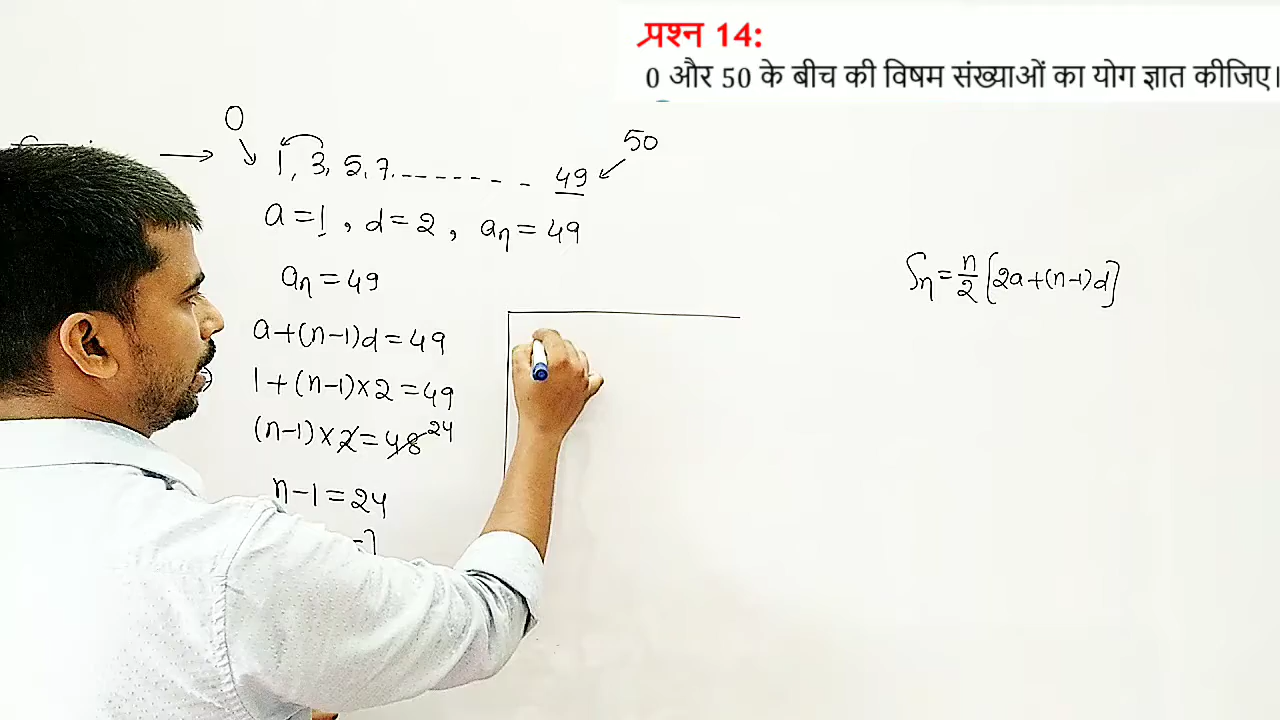 प्रश्न 14:
0 और 50 के बीच की विषम संख्याओं का योग ज्ञात कीजिए।
0
50
→ 1, 3, 5, 7, ------- 49
a = 1, d = 2, aₙ = 49
aₙ = 49
a+(n-1)d = 49
1+(n-1)×2 = 49
(n-1)×2 = 48 24
n-1 = 24
Sₙ = n/2 [2a+(n-1)d]